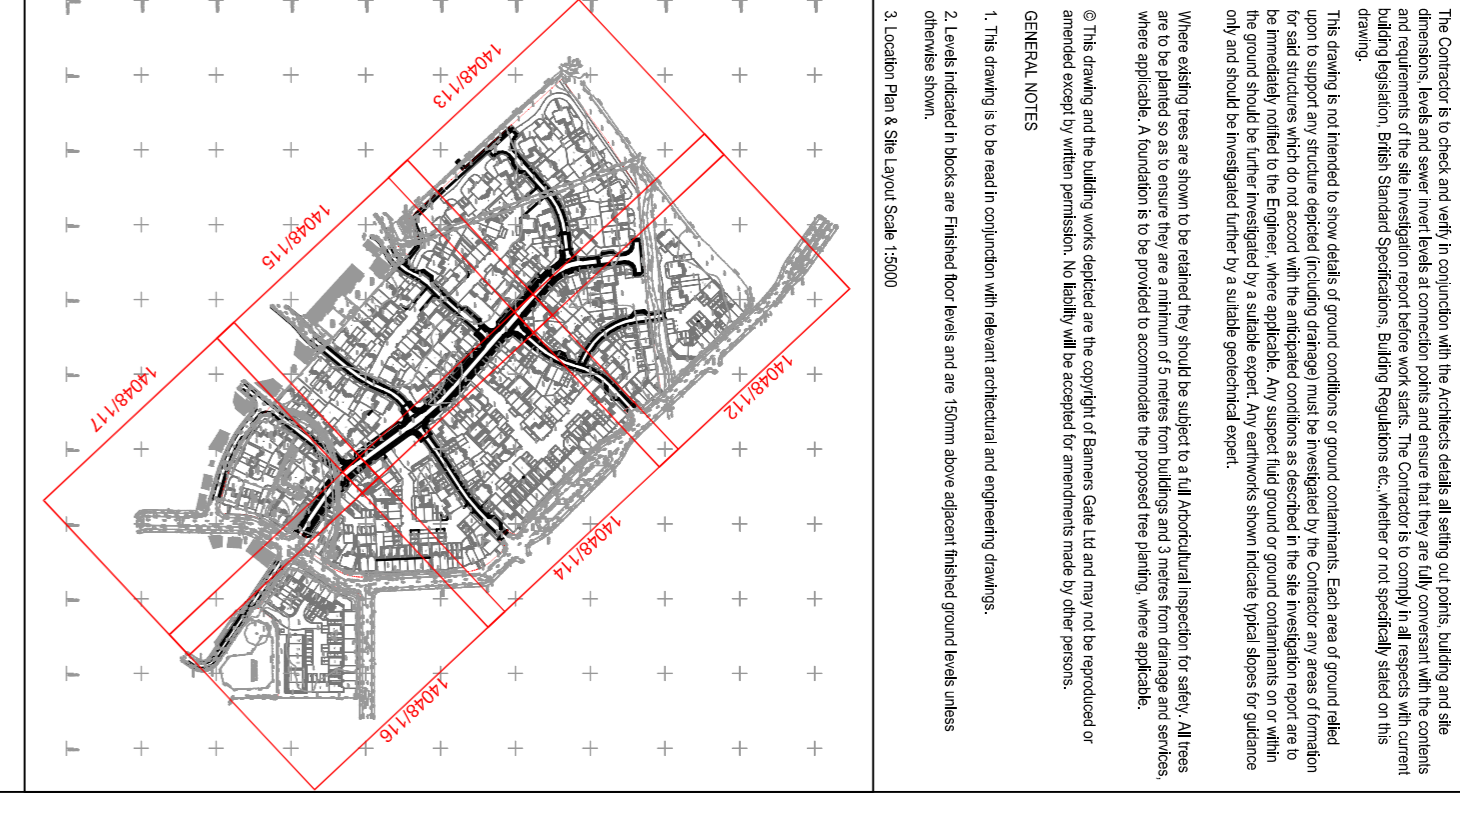 The Contractor is to check and verify in conjunction with the Architects details all setting out points, building and site
dimensions, levels and sewer invert levels at connection points and ensure that they are fully conversant with the contents
and requirements of the site investigation report before work starts. The Contractor is to comply in all respects with current
building legislation, British Standard Specifications, Building Regulations etc.,whether or not specifically stated on this
drawing.
This drawing is not intended to show details of ground conditions or ground contaminants. Each area of ground relied
upon to support any structure depicted (including drainage) must be investigated by the Contractor any areas of formation
for said structures which do not accord with the anticipated conditions as described in the site investigation report are to
be immediately notified to the Engineer, where applicable. Any suspect fluid ground or ground contaminants on or within
the ground should be further investigated by a suitable expert. Any earthworks shown indicate typical slopes for guidance
only and should be investigated further by a suitable geotechnical expert.
Where existing trees are shown to be retained they should be subject to a full Arboricultural inspection for safety. All trees
are to be planted so as to ensure they are a minimum of 5 metres from buildings and 3 metres from drainage and services,
where applicable. A foundation is to be provided to accommodate the proposed tree planting, where applicable.
© This drawing and the building works depicted are the copyright of Banners Gate Ltd and may not be reproduced or
amended except by written permission. No liability will be accepted for amendments made by other persons.
GENERAL NOTES
1. This drawing is to be read in conjunction with relevant architectural and engineering drawings.
2. Levels indicated in blocks are Finished floor levels and are 150mm above adjacent finished ground levels unless
otherwise shown.
3. Location Plan & Site Layout Scale 1:5000
14048/113
14048/115
14048/117
14048/112
14048/114
14048/116